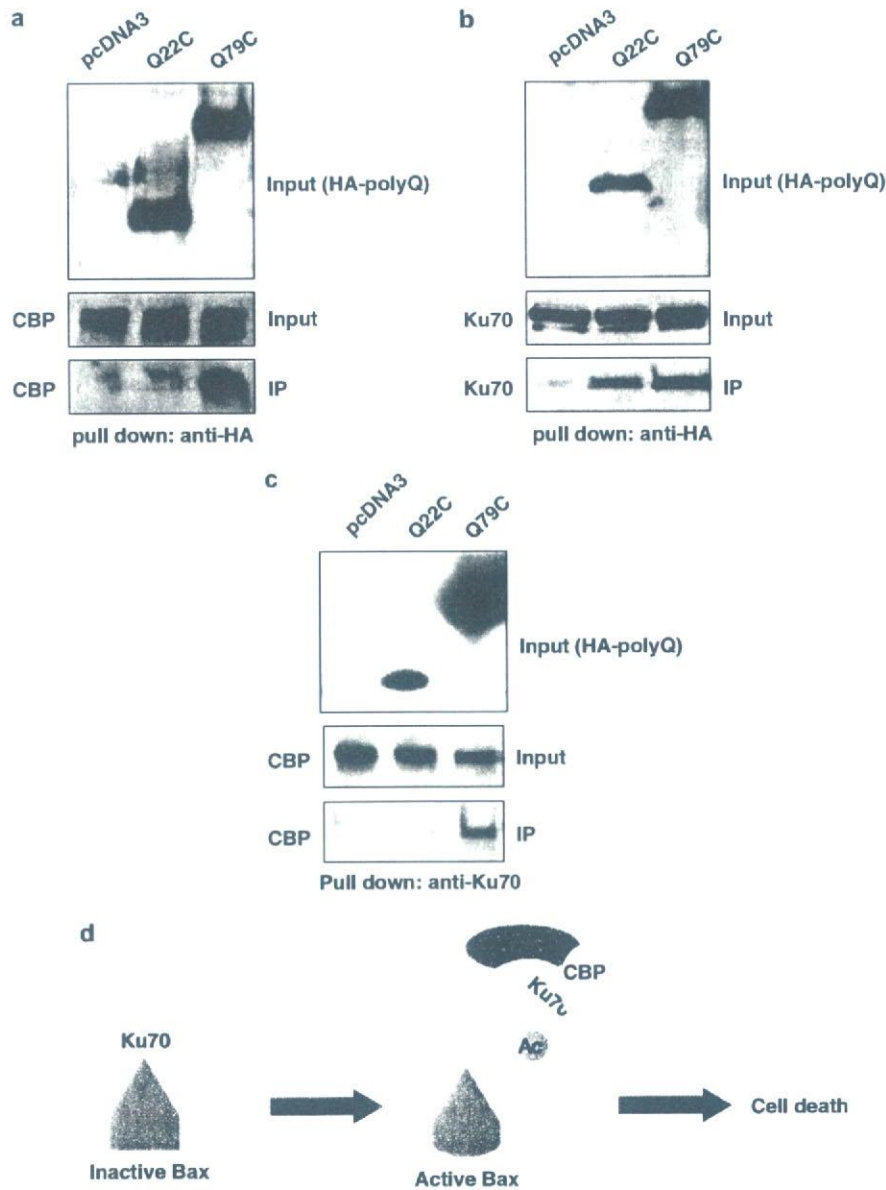 a
pcDNA3 Q22C Q79C
Input (HA-polyQ)
CBP Input
CBP IP
pull down: anti-HA
b
pcDNA3 Q22C Q79C
Input (HA-polyQ)
Ku70 Input
Ku70 IP
pull down: anti-HA
c
pcDNA3 Q22C Q79C
Input (HA-polyQ)
CBP Input
CBP IP
Pull down: anti-Ku70
d
CBP
Ku70
Ku70
Ac
Cell death
Inactive Bax
Active Bax